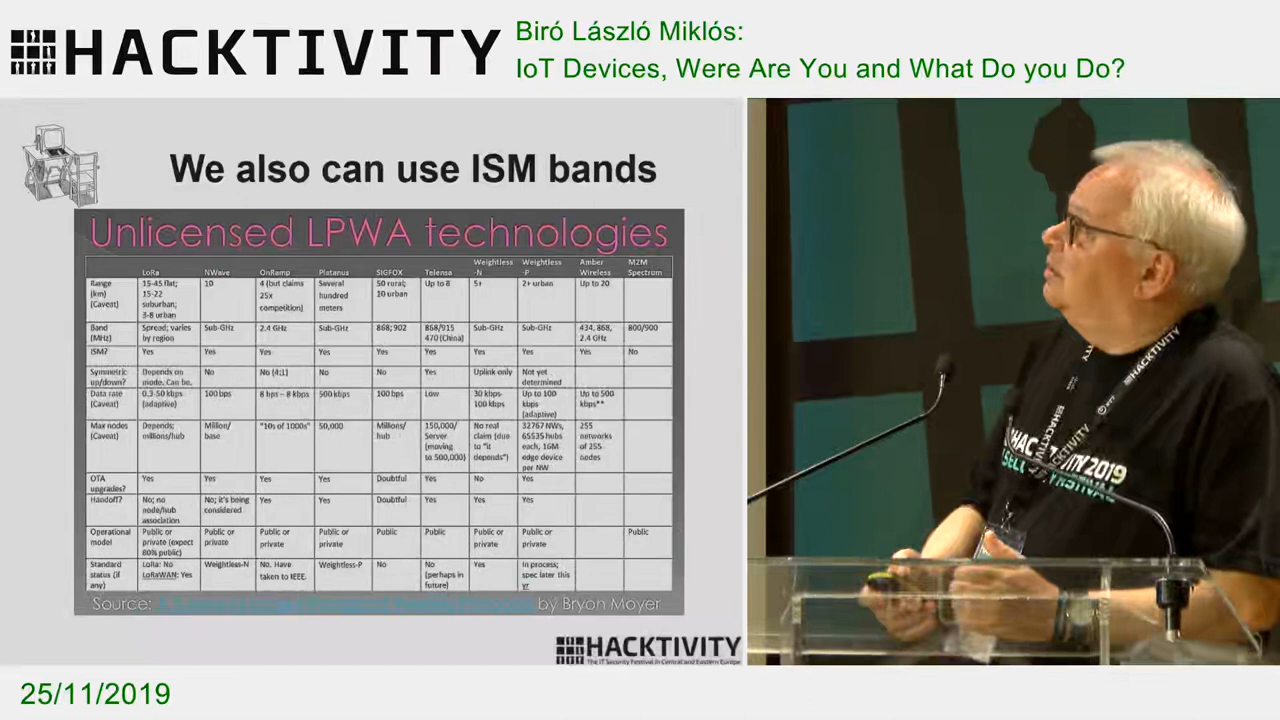 HACKTIVITY
Biró László Miklós:
IoT Devices, Were Are You and What Do you Do?
We also can use ISM bands
Unlicensed LPWA technologies
LoRa NWave OnRamp Platanus SIGFOX Telensa Weightless -N Weightless -P Amber Wireless M2M Spectrum
Range (km) (Caveat) 15-45 flat; 15-22 suburban; 3-8 urban 10 4 (but claims 25x competition) Several hundred meters 50 rural; 10 urban Up to 8 5+ 2+ urban Up to 20
Band (MHz) Spread; varies by region Sub-GHz 2.4 GHz Sub-GHz 868; 902 868/915 470 (China) Sub-GHz Sub-GHz 434, 868, 2.4 GHz 800/900
ISM? Yes Yes Yes Yes Yes Yes Yes Yes Yes No
Symmetric up/down? Depends on mode. Can be. No No (4:1) No No Yes Uplink only Not yet determined
Data rate (Caveat) 0.3-50 kbps (adaptive) 100 bps 8 bps – 8 kbps 500 kbps 100 bps Low 30 kbps- 100 kbps Up to 100 kbps (adaptive) Up to 500 kbps**
Max nodes (Caveat) Depends; millions/hub Million/ base "10s of 1000s" 50,000 Millions/ hub 150,000/ Server (moving to 500,000) No real claim (due to "it depends") 32767 NWs, 65535 hubs each, 16M edge device per NW 255 networks of 255 nodes
OTA upgrades? Yes Yes Yes Yes Doubtful Yes No Yes
Handoff? No; no node/hub association No; it's being considered Yes Yes Doubtful Yes Yes Yes
Operational model Public or private (expect 80% public) Public or private Public or private Public or private Public Public Public or private Public or private Public
Standard status (if any) LoRa: No LoRaWAN: Yes Weightless-N No. Have taken to IEEE. Weightless-P No No (perhaps in future) Yes In process; spec later this yr
Source: by Bryon Moyer
HACKTIVITY
The IT Security Festival in Central and Eastern Europe
HACKTIVITY
2019
25/11/2019